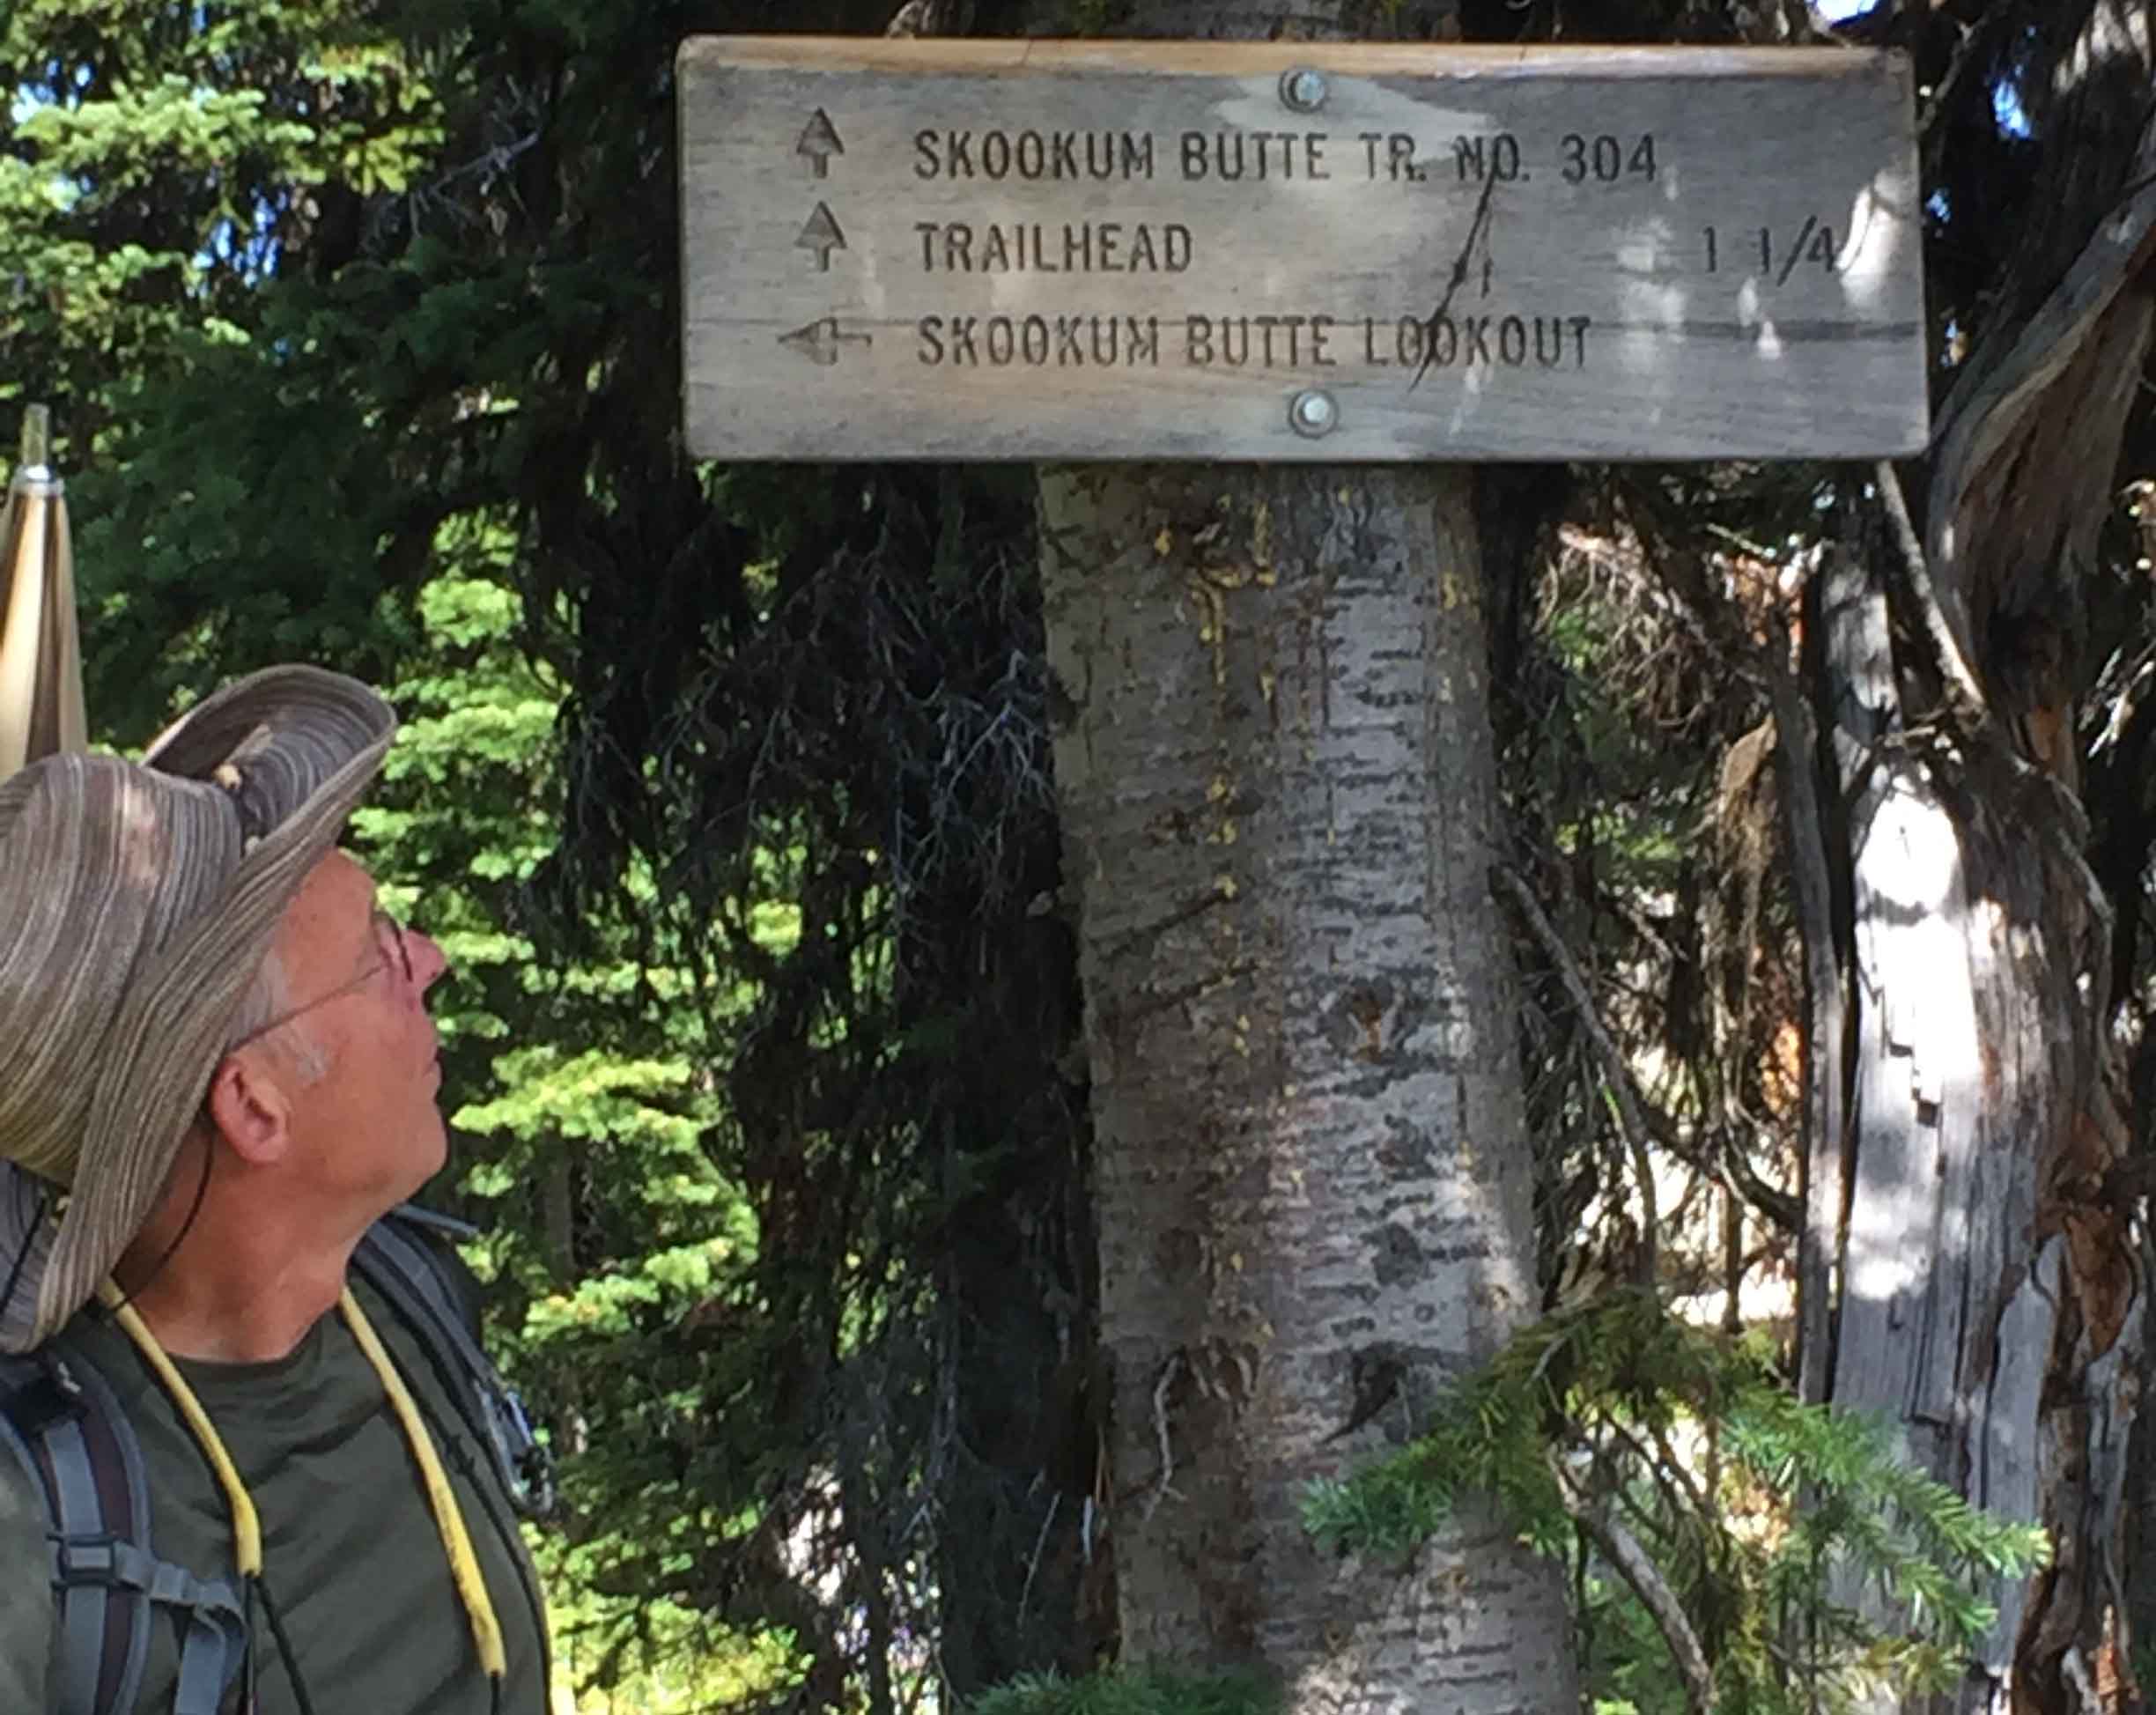 SKOOKUM BUTTE TR. NO. 304
TRAILHEAD 1 1/4
SKOOKUM BUTTE LOOKOUT